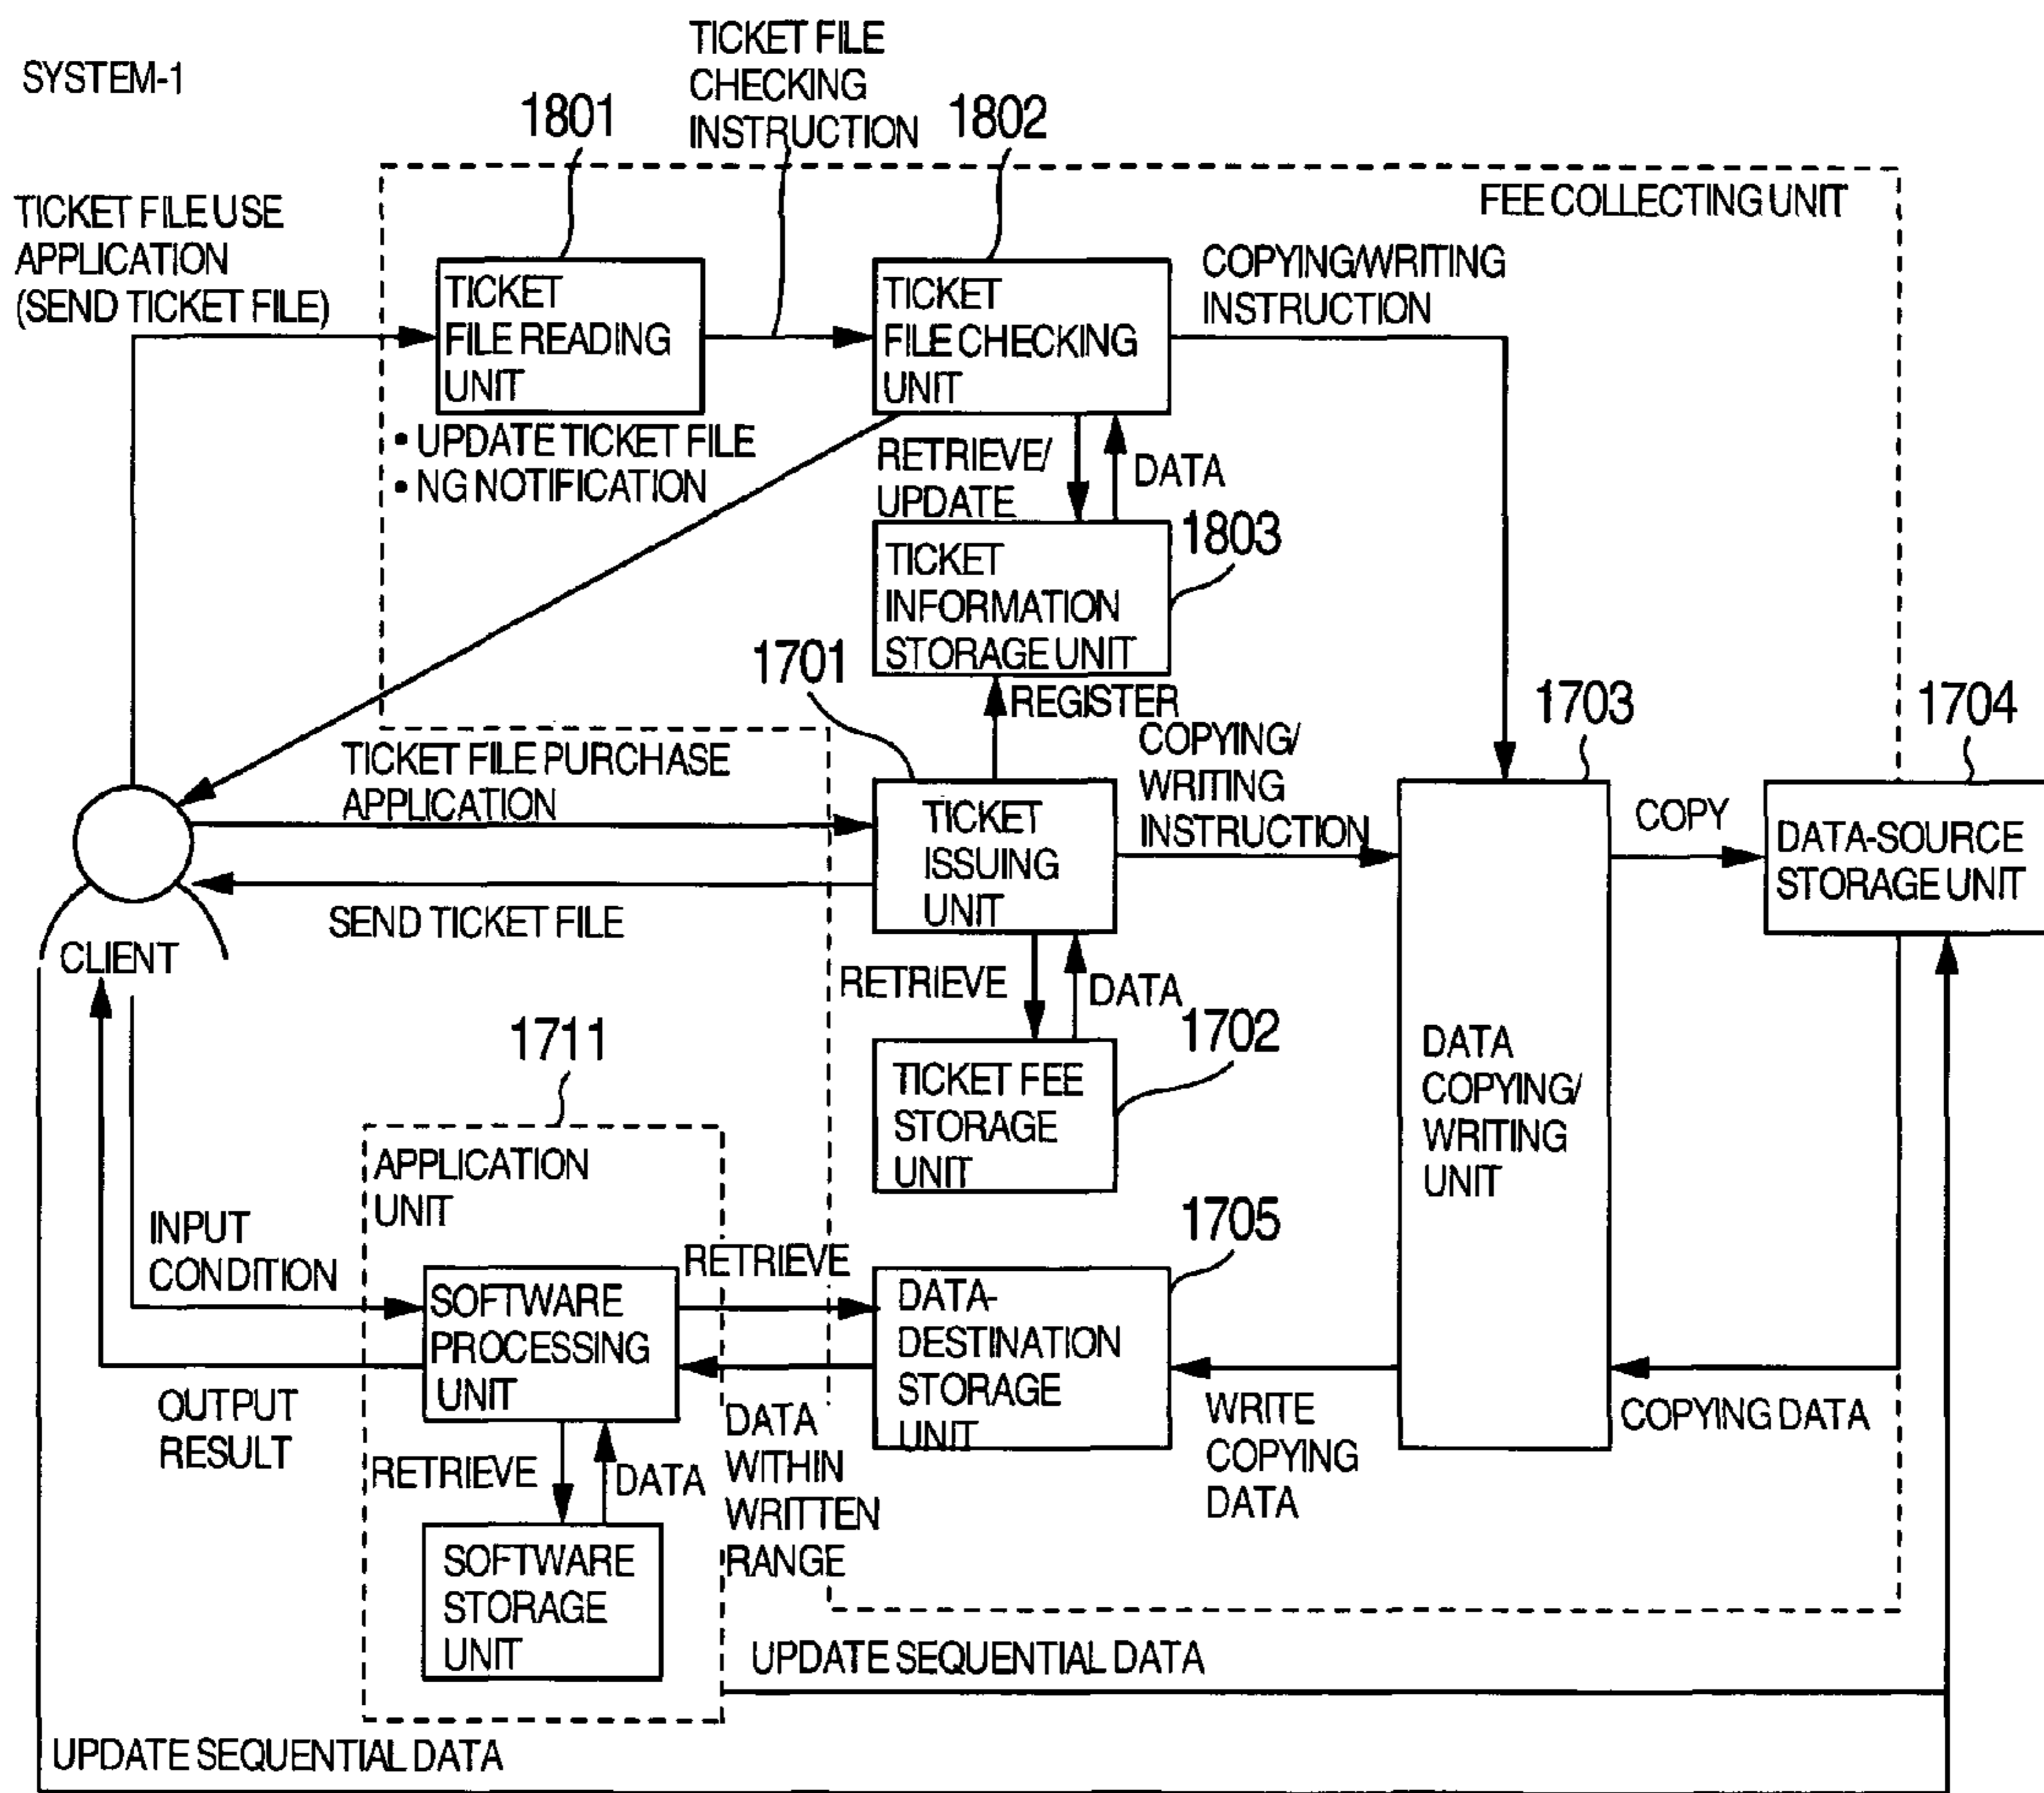 SYSTEM-1
TICKET FILE
CHECKING
INSTRUCTION
1801
1802
FEE COLLECTING UNIT
TICKET FILE USE
APPLICATION
(SEND TICKET FILE)
TICKET
FILE READING
UNIT
TICKET
FILE CHECKING
UNIT
COPYING/WRITING
INSTRUCTION
• UPDATE TICKET FILE
• NG NOTIFICATION
RETRIEVE/
UPDATE
DATA
1803
TICKET
INFORMATION
STORAGE UNIT
1701
REGISTER
1703
1704
TICKET FILE PURCHASE
APPLICATION
COPYING/
WRITING
INSTRUCTION
TICKET
ISSUING
UNIT
COPY
DATA-SOURCE
STORAGE UNIT
SEND TICKET FILE
CLIENT
RETRIEVE
DATA
1702
1711
TICKET FEE
STORAGE
UNIT
DATA
COPYING/
WRITING
UNIT
APPLICATION
UNIT
1705
INPUT
CONDITION
RETRIEVE
SOFTWARE
PROCESSING
UNIT
DATA-
DESTINATION
STORAGE
UNIT
OUTPUT
RESULT
DATA
WITHIN
WRITTEN
RANGE
WRITE
COPYING
DATA
COPYING DATA
RETRIEVE
DATA
SOFTWARE
STORAGE
UNIT
UPDATE SEQUENTIAL DATA
UPDATE SEQUENTIAL DATA